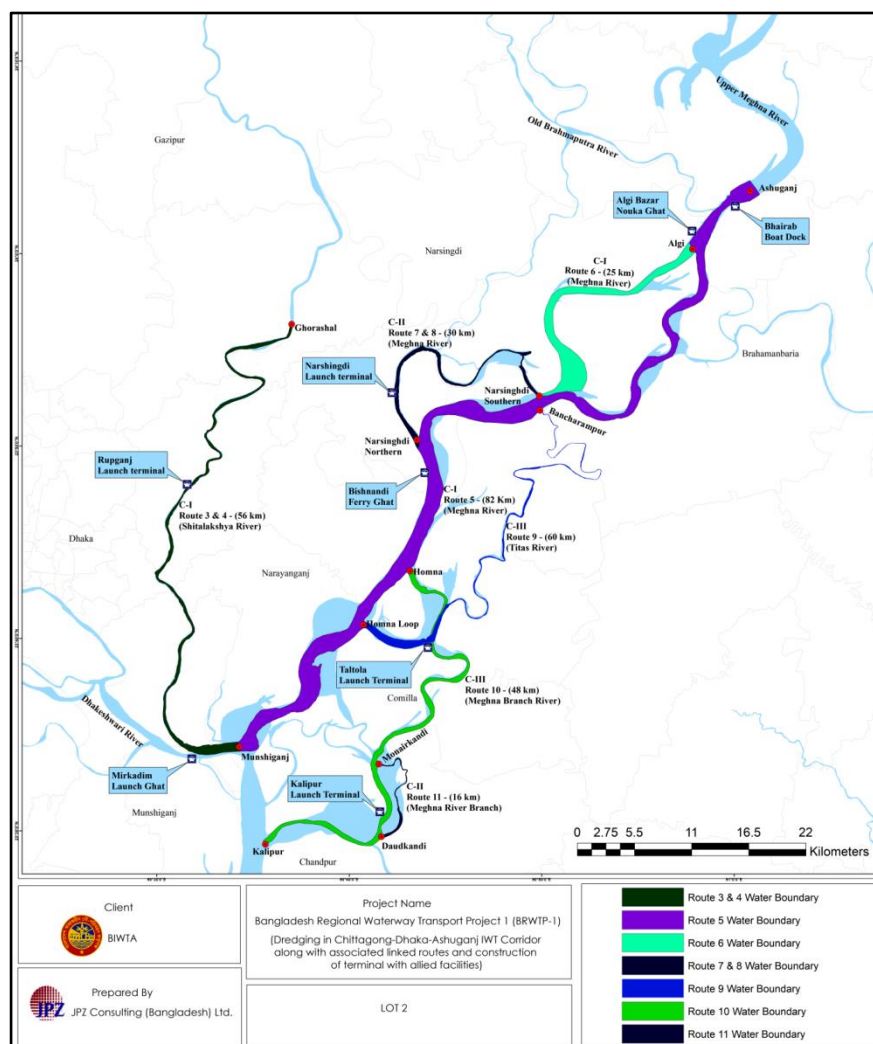 Upper Meghna River
Old Brahmaputra River
Gazipur
Ashuganj
Algi Bazar
Nouka Ghat
Bhairab
Boat Dock
Algi
Narsingdi
C-I
Route 6 - (25 km)
(Meghna River)
Ghorashal
C-II
Route 7 & 8 - (30 km)
(Meghna River)
Brahamanbaria
Narshingdi
Launch terminal
Narsinghdi
Southern
Bancharampur
Narsinghdi
Northern
Rupganj
Launch terminal
Bishnandi
Ferry Ghat
C-I
Route 5 - (82 Km)
(Meghna River)
C-I
Route 3 & 4 - (56 km)
(Shitalakshya River)
C-III
Route 9 - (60 km)
(Titas River)
Dhaka
Narayanganj
Homna
Homna Loop
Taltola
Launch Terminal
C-III
Route 10 - (48 km)
(Meghna Branch River)
Comilla
Dhakeshwari River
Munshiganj
Monairkandi
Mirkadim
Launch Ghat
Kalipur
Launch Terminal
C-II
Route 11 - (16 km)
(Meghna River Branch)
Munshiganj
Kalipur
Daudkandi
Chandpur
0 2.75 5.5 11 16.5 22
Kilometers
Client
BIWTA
Project Name
Bangladesh Regional Waterway Transport Project 1 (BRWTP-1)
(Dredging in Chittagong-Dhaka-Ashuganj IWT Corridor
along with associated linked routes and construction
of terminal with allied facilities)
Prepared By
JPZ
JPZ Consulting (Bangladesh) Ltd.
LOT 2
Route 3 & 4 Water Boundary
Route 5 Water Boundary
Route 6 Water Boundary
Route 7 & 8 Water Boundary
Route 9 Water Boundary
Route 10 Water Boundary
Route 11 Water Boundary